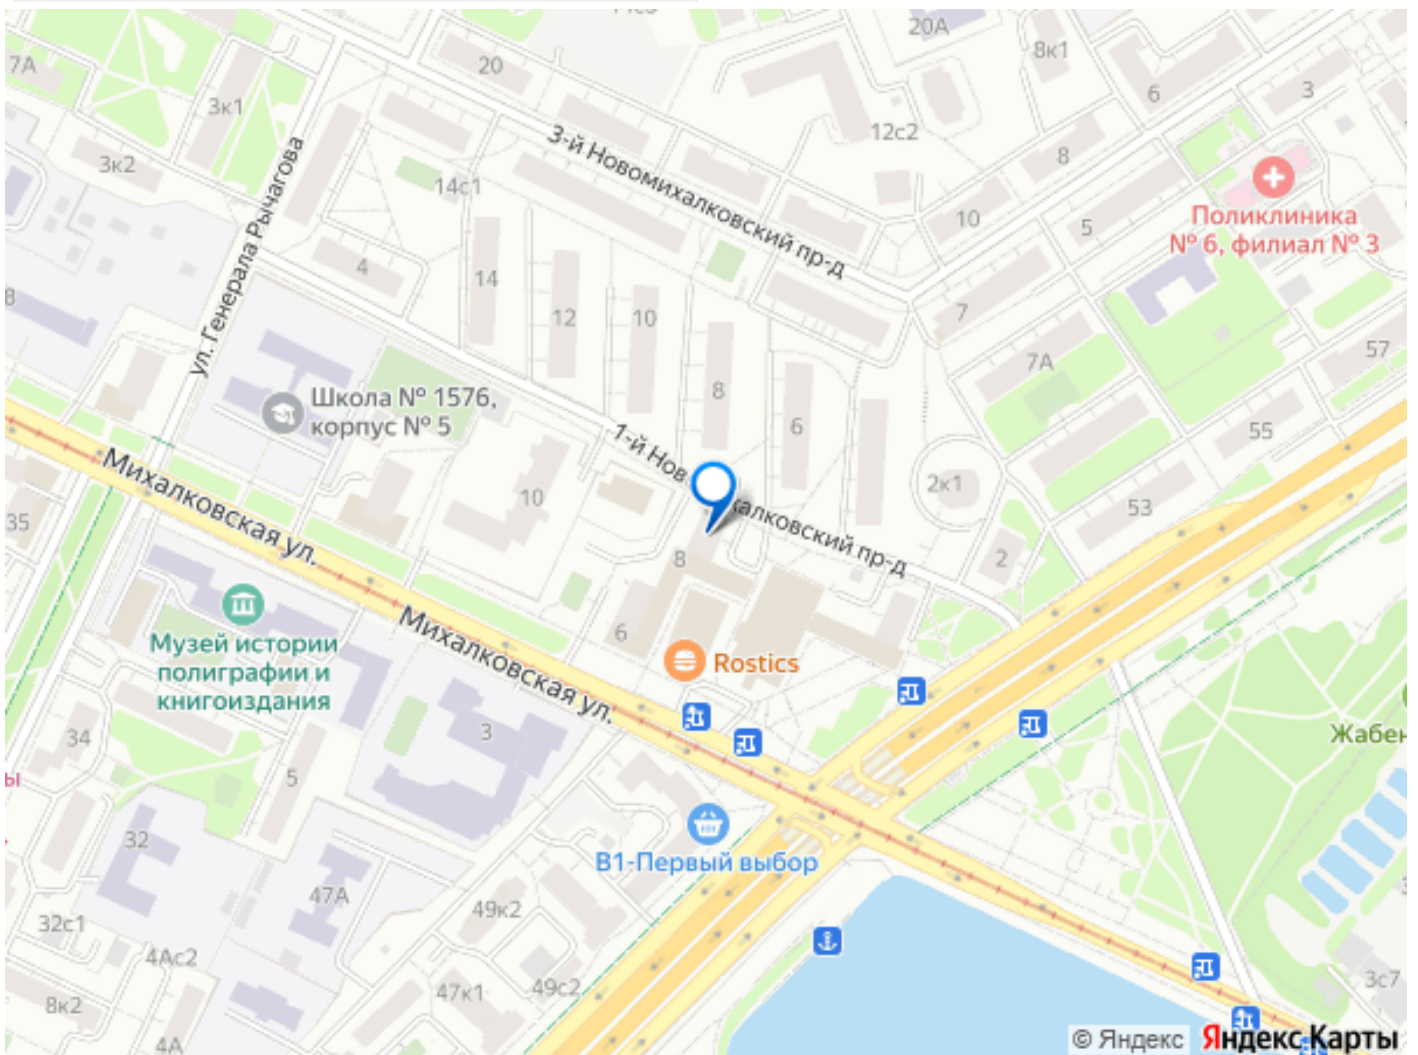 20А
8к1
7А
20
3к1
6
3
12с2
3-й Новомихалковский пр-д
8
3к2
14с1
ул. Генерала Рычагова
10
5
Поликлиника
№ 6, филиал № 3
4
14
12
10
7
57
7А
8
6
55
Школа № 1576,
корпус № 5
1-й Нов
халковский пр-д
2к1
53
10
2
8
35
Михалковская ул.
Музей истории
полиграфии и
книгоиздания
6
Rostics
Михалковская ул.
34
3
5
Жабен
ы
32
В1-Первый выбор
47А
49к2
32с1
4Ас2
8к2
47к1
49с2
4А
3с7
© Яндекс
Яндекс Карты